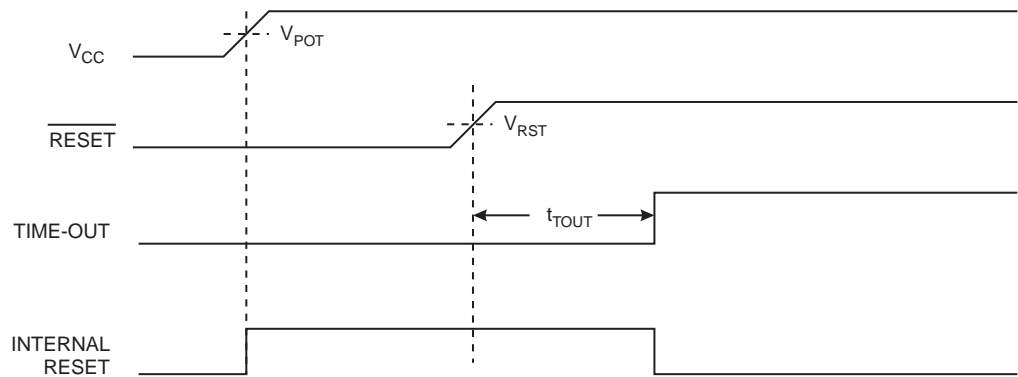 V_CC
V_POT
RESET
V_RST
TIME-OUT
t_TOUT
INTERNAL
RESET